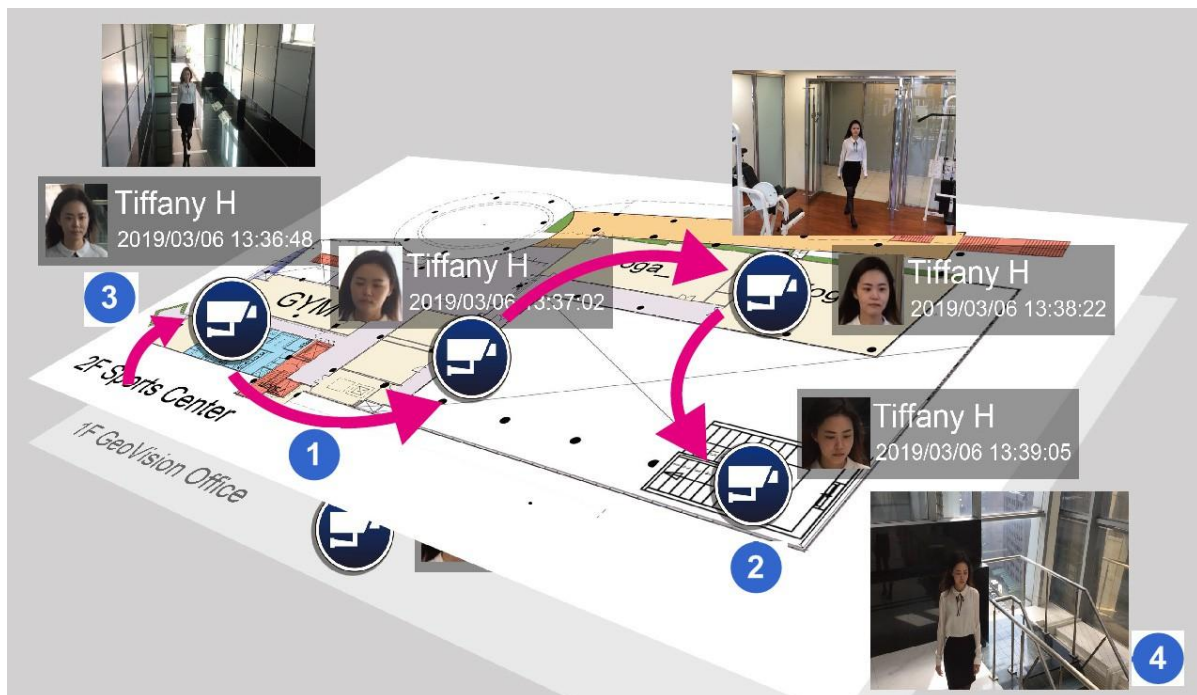 Tiffany H
2019/03/06 13:36:48
3
Tiffany H
2019/03/06 13:37:02
Tiffany H
2019/03/06 13:38:22
GYM
oga
og
2F Sports Center
1F GeoVision Office
1
Tiffany H
2019/03/06 13:39:05
2
4